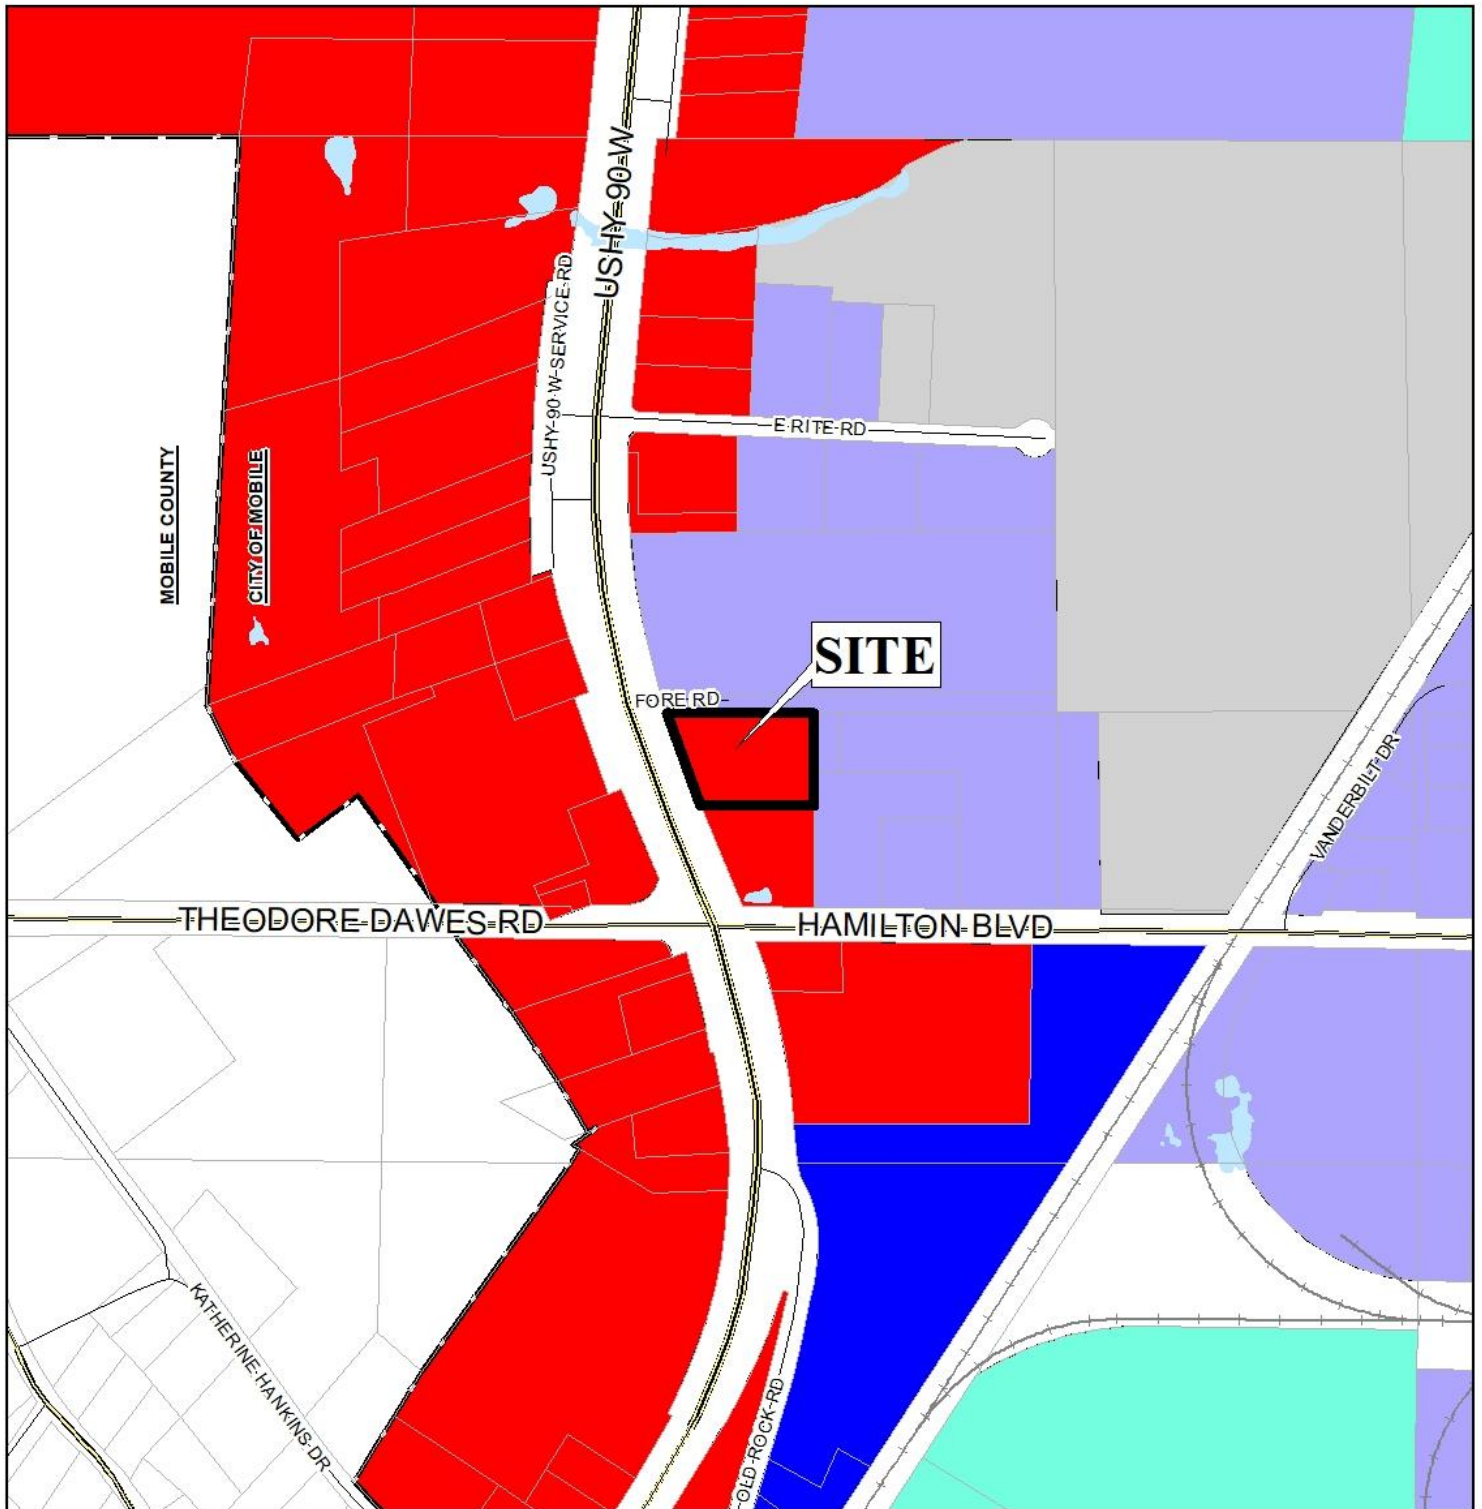 USHY-90-W
USHY-90-W-SERVICE-RD
E-RITE-RD
MOBILE COUNTY
CITY OF MOBILE
SITE
FORE-RD
VANDERBILT-DR
THEODORE-DAWES-RD
HAMILTON-BLVD
KATHERINE-HANKINS-DR
OLD-ROCK-RD